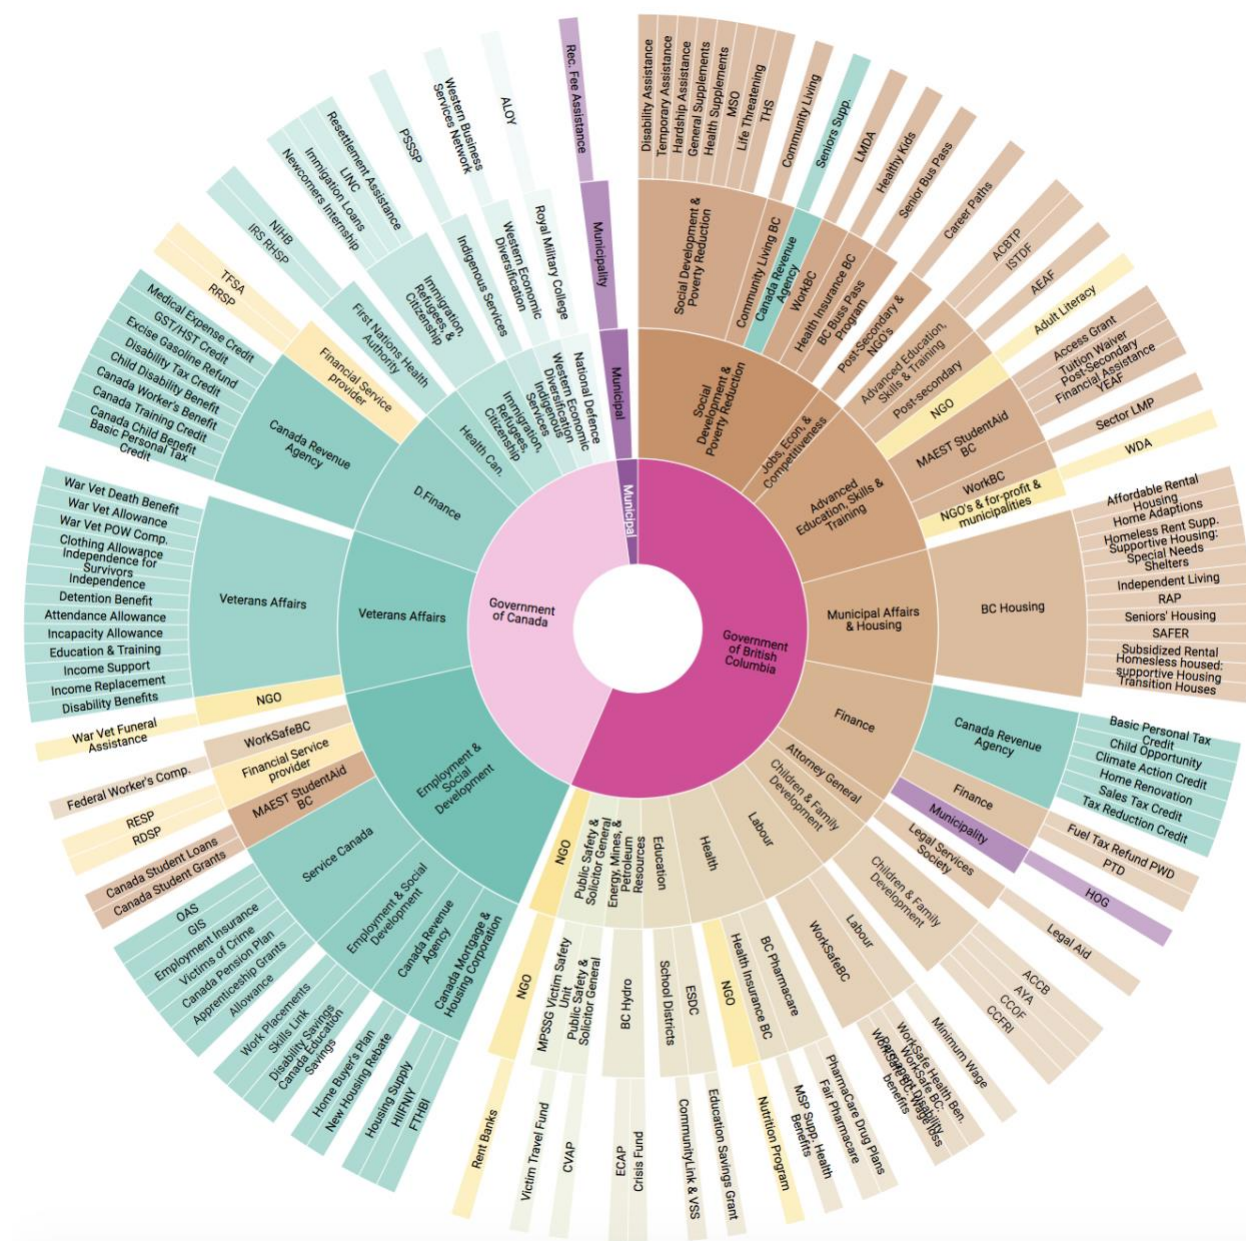 Government
of British
Columbia
Social
Development &
Poverty Reduction
Social Development &
Poverty Reduction
Disability Assistance
Temporary Assistance
Hardship Assistance
General Supplements
Health Supplements
MSO
Life Threatening
THS
Community Living BC
Community Living
Canada Revenue
Agency
Seniors Supp.
WorkBC
LMDA
Health Insurance BC
Healthy Kids
BC Buss Pass
Program
Senior Bus Pass
Jobs, Econ, &
Competitiveness
Post-Secondary &
NGO's
Career Paths
Advanced
Education, Skills &
Training
Advanced Education,
Skills & Training
ACBTP
ISTDF
Post-secondary
AEAF
NGO
Adult Literacy
MAEST StudentAid
BC
Access Grant
Tuition Waiver
Post-Secondary
Financial Assistance
YEAF
WorkBC
Sector LMP
NGO's & for-profit &
municipalities
WDA
Municipal Affairs
& Housing
BC Housing
Affordable Rental
Housing
Home Adaptions
Homeless Rent Supp.
Supportive Housing:
Special Needs
Shelters
Independent Living
RAP
Seniors' Housing
SAFER
Subsidized Rental
Homesless housed:
supportive Housing
Transition Houses
Finance
Canada Revenue
Agency
Basic Personal Tax
Credit
Child Opportunity
Climate Action Credit
Home Renovation
Sales Tax Credit
Tax Reduction Credit
Finance
Fuel Tax Refund PWD
PTD
Municipality
HOG
Attorney General
Legal Services
Society
Legal Aid
Children & Family
Development
Children & Family
Development
ACCB
AYA
CCOF
CCFRI
Labour
Labour
Minimum Wage
WorkSafeBC
WorkSafe Health Ben.
WorkSafe BC:
Permanent Disability
WorkSafe BC: Wage loss
benefits
Health
BC Pharmacare
PharmaCare Drug Plans
Fair Pharmacare
Health Insurance BC
MSP Supp. Health
Benefits
NGO
Nutrition Program
Education
ESDC
Education Savings Grant
School Districts
CommunityLink & VSS
Energy, Mines, &
Petroleum
Resources
BC Hydro
Crisis Fund
ECAP
Public Safety &
Solicitor General
Public Safety &
Solicitor General
CVAP
MPSSG Victim Safety
Unit
Victim Travel Fund
NGO
NGO
Rent Banks
Government
of Canada
Employment &
Social
Development
Canada Mortgage &
Housing Corporation
FTHBI
HIIFNIY
Housing Supply
Canada Revenue
Agency
New Housing Rebate
Home Buyer's Plan
Employment & Social
Development
Canada Education
Savings
Disability Savings
Skills Link
Work Placements
Service Canada
Allowance
Apprenticeship Grants
Canada Pension Plan
Victims of Crime
Employment Insurance
GIS
OAS
MAEST StudentAid
BC
Canada Student Grants
Canada Student Loans
Financial Service
provider
RDSP
RESP
WorkSafeBC
Federal Worker's Comp.
Veterans Affairs
NGO
War Vet Funeral
Assistance
Veterans Affairs
Disability Benefits
Income Replacement
Income Support
Education & Training
Incapacity Allowance
Attendance Allowance
Detention Benefit
Independence
Independence for
Survivors
Clothing Allowance
War Vet POW Comp.
War Vet Allowance
War Vet Death Benefit
D.Finance
Canada Revenue
Agency
Basic Personal Tax
Credit
Canada Child Benefit
Canada Training Credit
Canada Worker's Benefit
Child Disability Benefit
Disability Tax Credit
Excise Gasoline Refund
GST/HST Credit
Medical Expense Credit
Financial Service
provider
RRSP
TFSA
Health Can.
First Nations Health
Authority
IRS RHSP
NIHB
Immigration,
Refugees,
Citizenship
Immigration,
Refugees, &
Citizenship
Newcomers Internship
Immigation Loans
LINC
Resettlement Assistance
Indigenous
Services
Indigenous Services
PSSSP
Western Economic
Diversification
Western Economic
Diversification
Western Business
Services Network
National Defence
Royal Military College
ALOY
Municipal
Municipal
Municipality
Rec. Fee Assistance